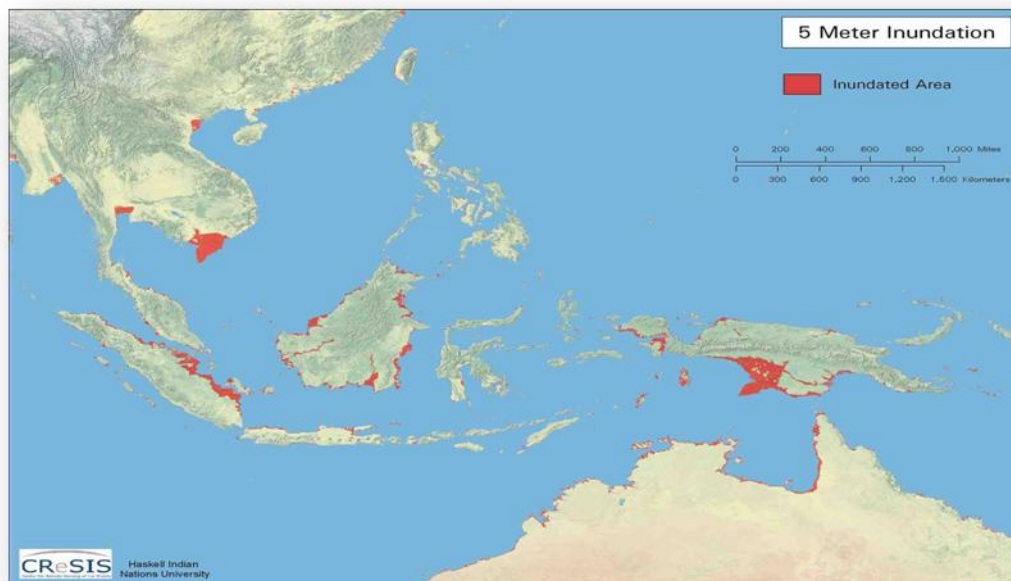 5 Meter Inundation
Inundated Area
0 200 400 600 800 1,000 Miles
0 300 600 900 1,200 1,500 Kilometers
CReSIS
Haskell Indian
Nations University